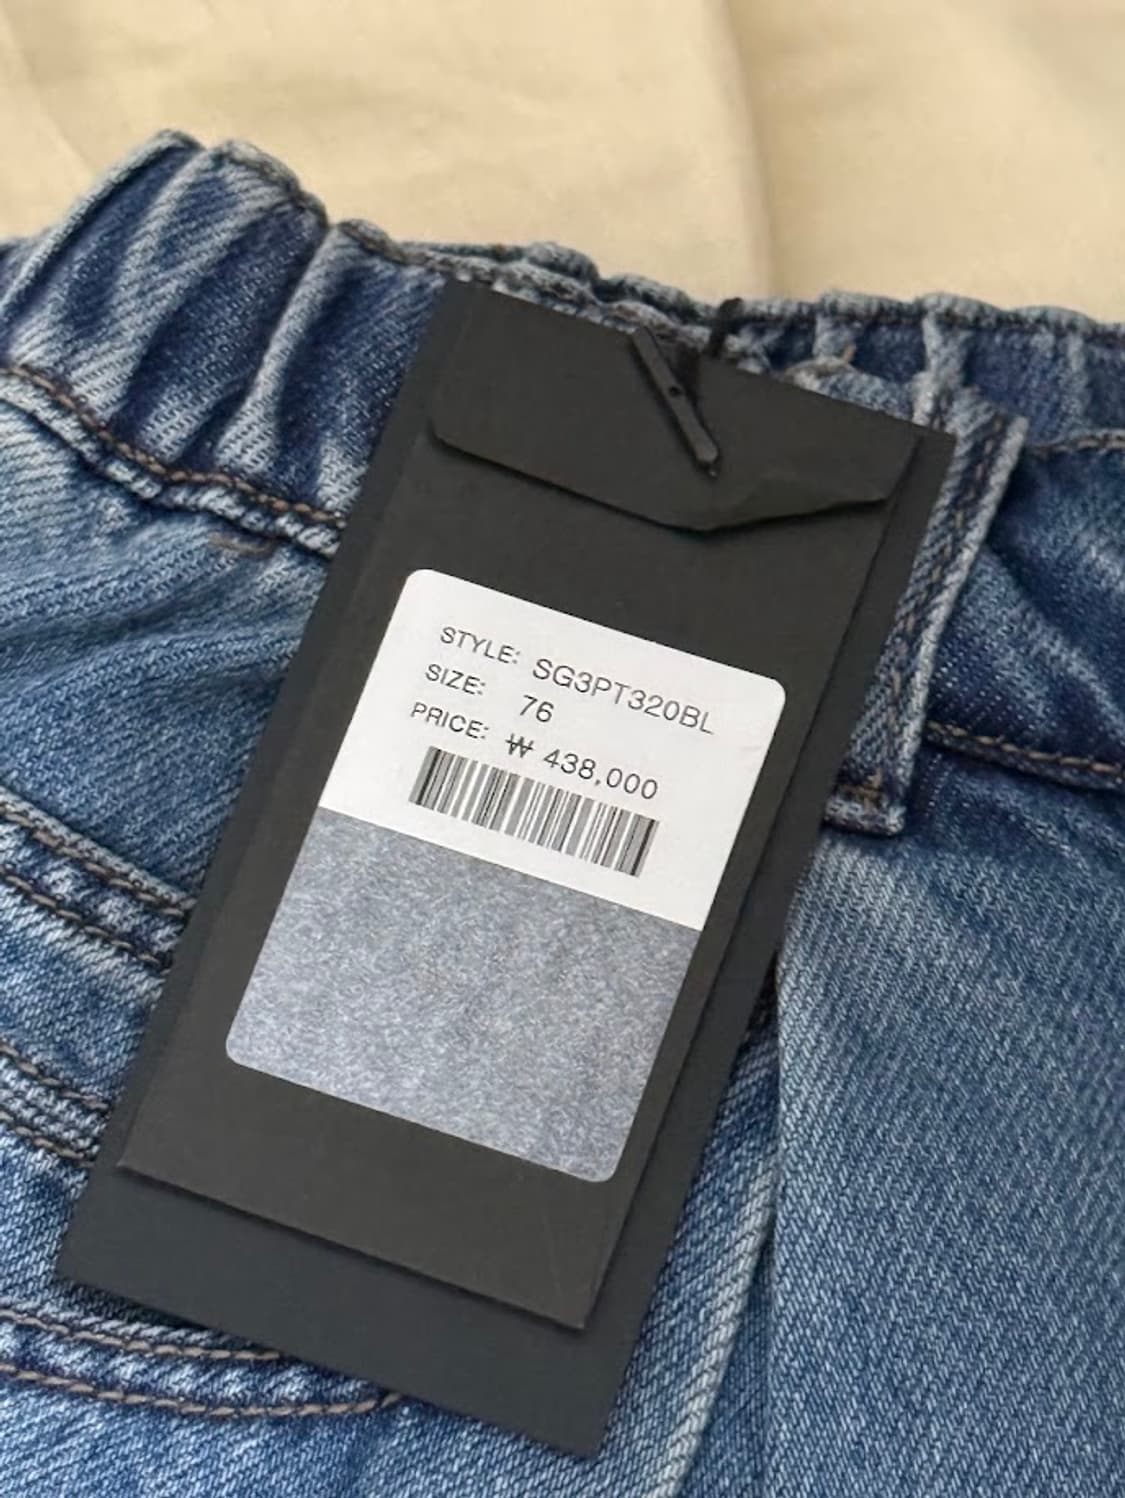 STYLE: SG3PT320BL
SIZE: 76
PRICE: ₩ 438,000